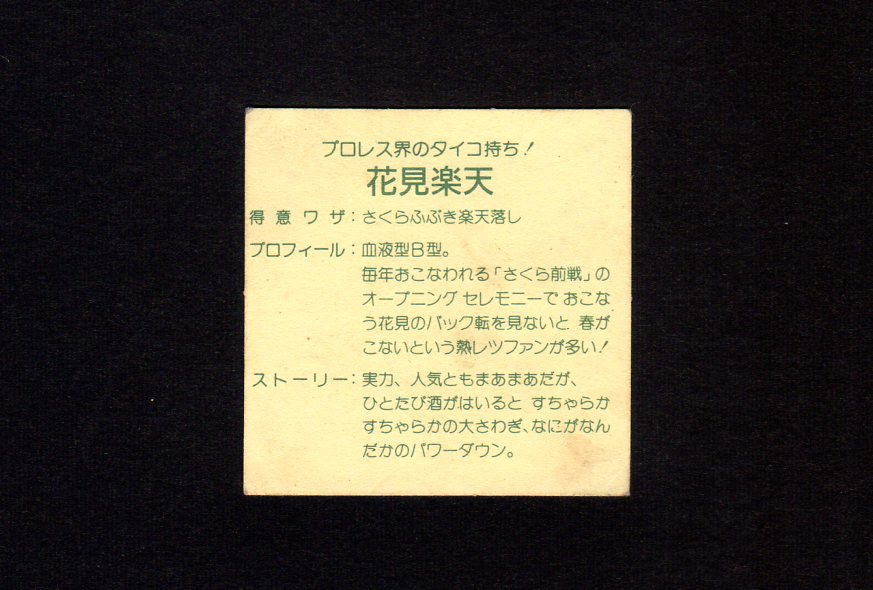 プロレス界のタイコ持ち！
花見楽天
得意ワザ：さくらふぶき楽天落し
プロフィール：血液型B型。
毎年おこなわれる「さくら前戦」の
オープニングセレモニーでおこな
う花見のバック転を見ないと 春が
こないという熱レツファンが多い！
ストーリー：実力、人気ともまあまあだが、
ひとたび酒がはいると すちゃらか
すちゃらかの大さわぎ、なにがなん
だかのパワーダウン。